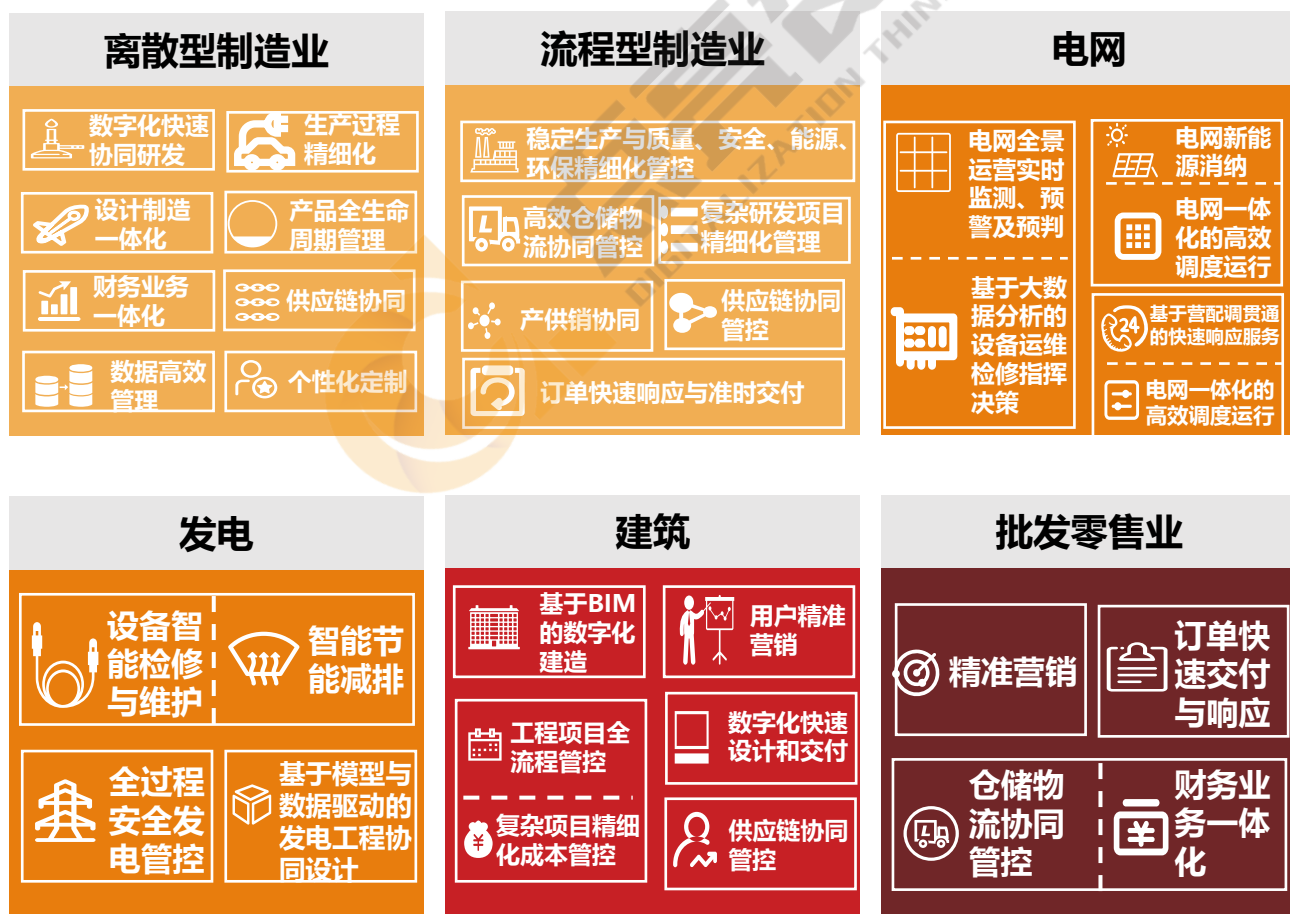 离散型制造业
数字化快速
协同研发
生产过程
精细化
设计制造
一体化
产品全生命
周期管理
财务业务
一体化
供应链协同
数据高效
管理
个性化定制
流程型制造业
稳定生产与质量、安全、能源、
环保精细化管控
高效仓储物
流协同管控
复杂研发项目
精细化管理
产供销协同
供应链协同
管控
订单快速响应与准时交付
电网
电网全景
运营实时
监测、预
警及预判
基于大数
据分析的
设备运维
检修指挥
决策
电网新能
源消纳
电网一体
化的高效
调度运行
24
基于营配调贯通
的快速响应服务
电网一体化的
高效调度运行
发电
设备智
能检修
与维护
智能节
能减排
全过程
安全发
电管控
基于模型与
数据驱动的
发电工程协
同设计
建筑
基于BIM
的数字化
建造
用户精准
营销
工程项目全
流程管控
复杂项目精细
化成本管控
数字化快速
设计和交付
供应链协同
管控
批发零售业
精准营销
订单快
速交付
与响应
仓储物
流协同
管控
财务业
务一体
化
DIGITALIZATION THIN